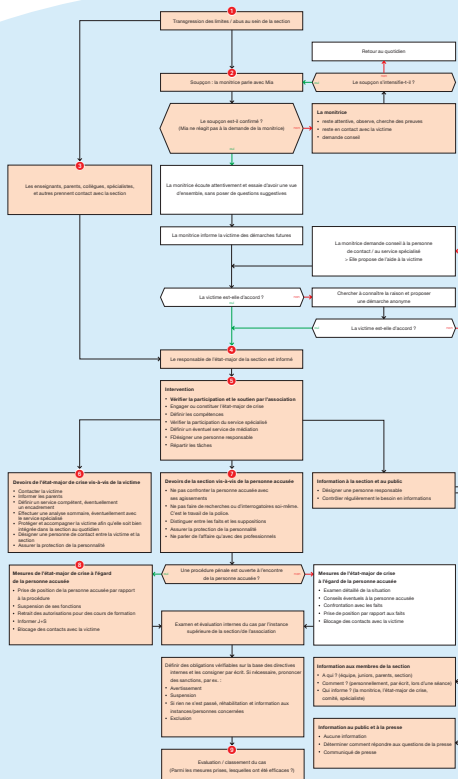 1
Transgression des limites / abus au sein de la section
Retour au quotidien
2
Soupçon : la monitrice parle avec Mia
Le soupçon s'intensifie-t-il ?
Le soupçon est-il confirmé ?
(Mia ne réagit pas à la demande de la monitrice)
La monitrice
• reste attentive, observe, cherche des preuves
• reste en contact avec la victime
• demande conseil
3
Les enseignants, parents, collègues, spécialistes,
et autres prennent contact avec la section
La monitrice écoute attentivement et essaie d'avoir une vue
d'ensemble, sans poser de questions suggestives
La monitrice informe la victime des démarches futures
La monitrice demande conseil à la personne
de contact / au service spécialisé
> Elle propose de l'aide à la victime
La victime est-elle d'accord ?
Chercher à connaître la raison et proposer
une démarche anonyme
La victime est-elle d'accord ?
4
Le responsable de l'état-major de la section est informé
5
Intervention
• Vérifier la participation et le soutien par l'association
• Engager ou constituer l'état-major de crise
• Définir les compétences
• Vérifier la participation du service spécialisé
• Définir un éventuel service de médiation
• FDésigner une personne responsable
• Répartir les tâches
6
Devoirs de l'état-major de crise vis-à-vis de la victime
• Contacter la victime
• Informer les parents
• Définir un service compétent, éventuellement
un encadrement
• Effectuer une analyse sommaire, éventuellement avec
le service spécialisé
• Protéger et accompagner la victime afin qu'elle soit bien
intégrée dans la section au quotidien
• Désigner une personne de contact entre la victime et la
section
• Assurer la protection de la personnalité
7
Devoirs de la section vis-à-vis de la personne accusée
• Ne pas confronter la personne accusée avec
ses agissements
• Ne pas faire de recherches ou d'interrogatoires soi-même.
C'est le travail de la police.
• Distinguer entre les faits et les suppositions
• Assurer la protection de la personnalité
• Ne parler de l'affaire qu'avec des professionnels
Information à la section et au public
• Désigner une personne responsable
• Contrôler régulièrement le besoin en informations
8
Mesures de l'état-major de crise à l'égard
de la personne accusée
• Prise de position de la personne accusée par rapport
à la procédure
• Suspension de ses fonctions
• Retrait des autorisations pour des cours de formation
• Informer J+S
• Blocage des contacts avec la victime
Une procédure pénale est ouverte à l'encontre
de la personne accusée ?
Mesures de l'état-major de crise
à l'égard de la personne accusée
• Examen détaillé de la situation
• Conseils éventuels à la personne accusée
• Confrontation avec les faits
• Prise de position par rapport aux faits
• Blocage des contacts avec la victime
Examen et évaluation internes du cas par l'instance
supérieure de la section/de l'association
Définir des obligations vérifiables sur la base des directives
internes et les consigner par écrit. Si nécessaire, prononcer
des sanctions, par ex. :
• Avertissement
• Suspension
• Si rien ne s'est passé, réhabilitation et information aux
instances/personnes concernées
• Exclusion
Information aux membres de la section
• A qui ? (équipe, juniors, parents, section)
• Comment ? (personnellement, par écrit, lors d'une séance)
• Qui informe ? (la monitrice, l'état-major de crise,
comité, spécialiste)
Information au public et à la presse
• Aucune information
• Déterminer comment répondre aux questions de la presse
• Communiqué de presse
9
Evaluation / classement du cas
(Parmi les mesures prises, lesquelles ont été efficaces ?)